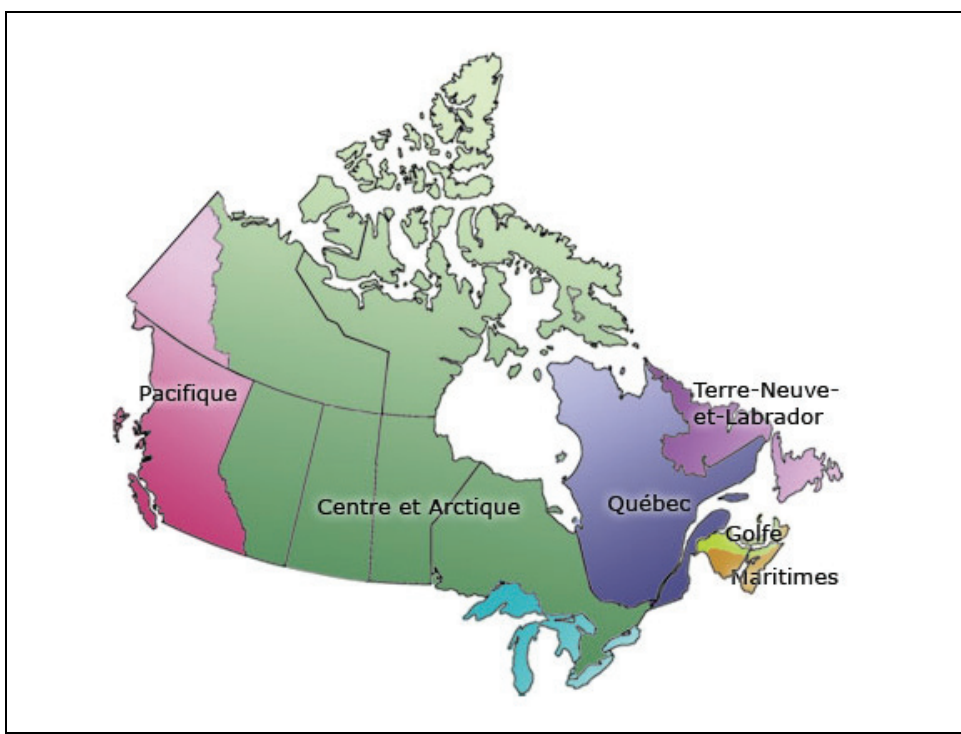 Pacifique
Terre-Neuve-
et-Labrador
Centre et Arctique
Québec
Golfe
Maritimes